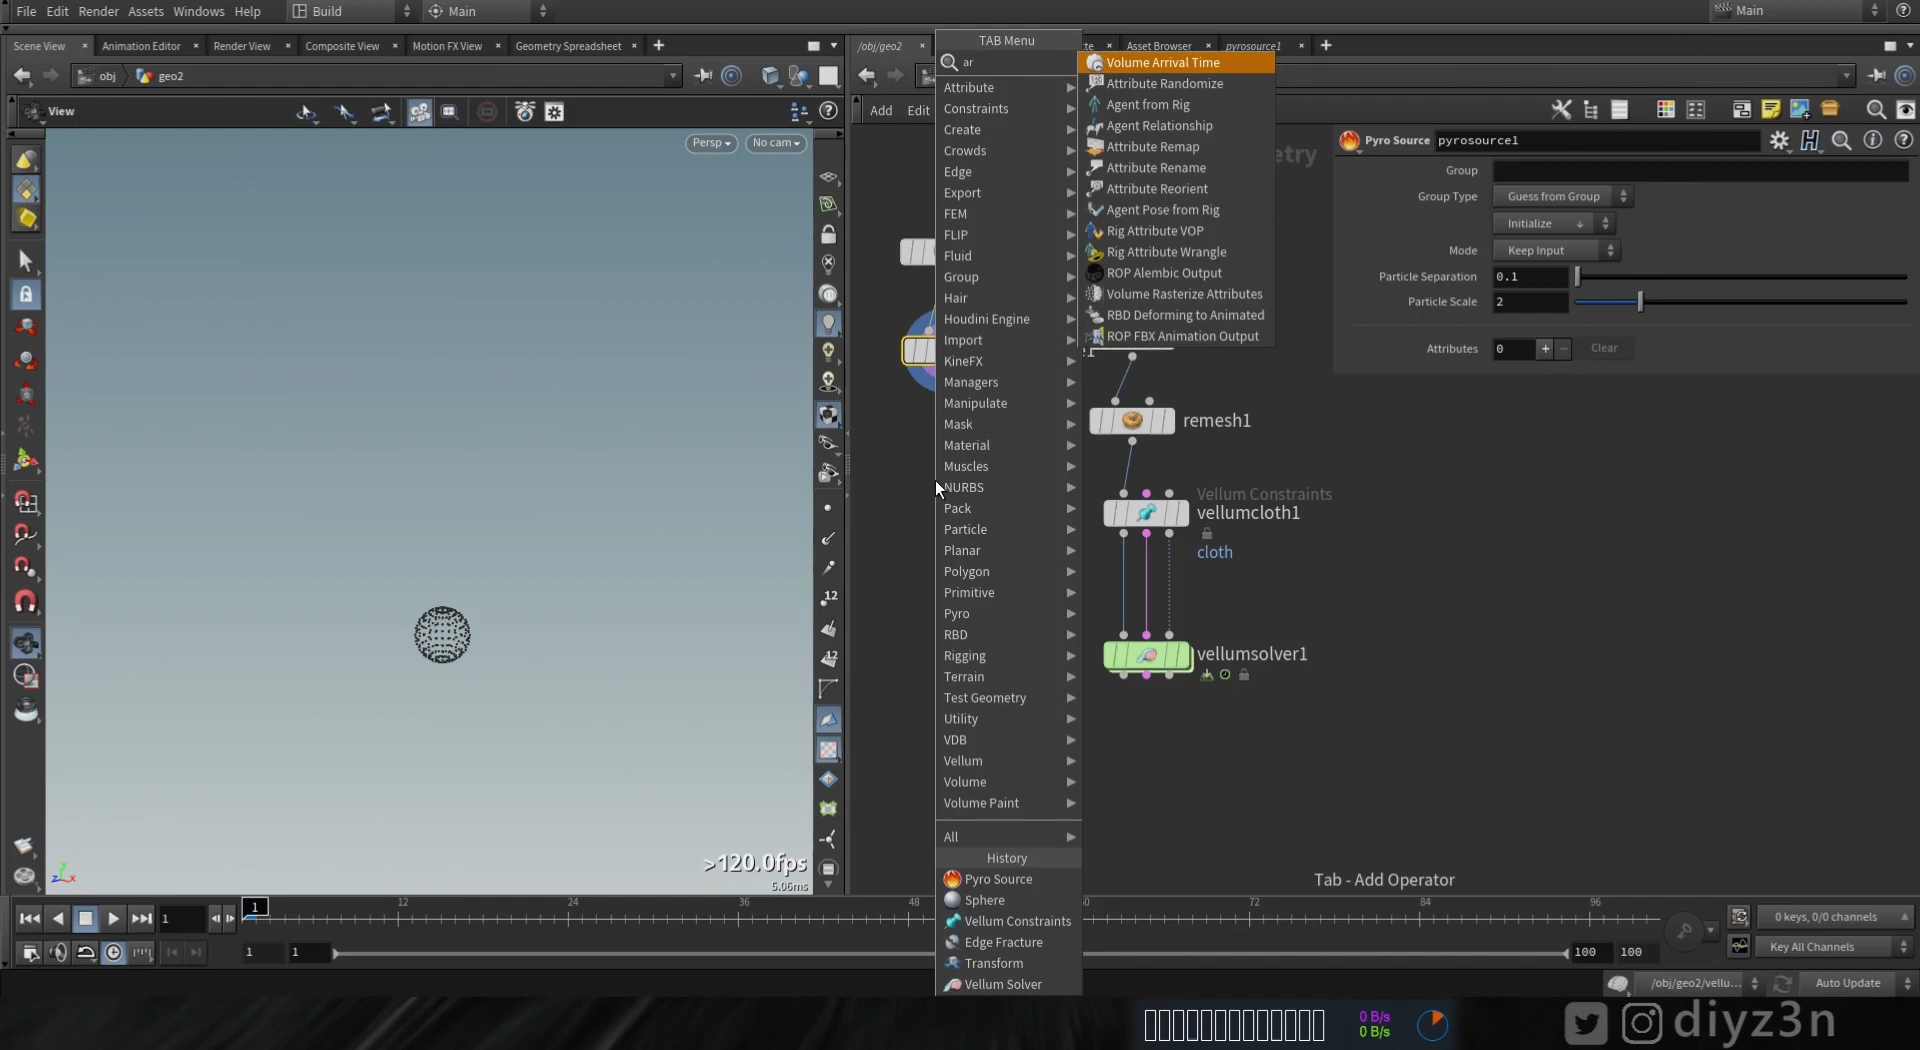 File Edit Render Assets Windows Help Build Main Main
Scene View Animation Editor Render View Composite View Motion FX View Geometry Spreadsheet /obj/geo2 Asset Browser pyrosource1
obj geo2
View
Add Edit
Persp No cam
>120.0fps
5.06ms
TAB Menu
ar
Attribute
Constraints
Create
Crowds
Edge
Export
FEM
FLIP
Fluid
Group
Hair
Houdini Engine
Import
KineFX
Managers
Manipulate
Mask
Material
Muscles
NURBS
Pack
Particle
Planar
Polygon
Primitive
Pyro
RBD
Rigging
Terrain
Test Geometry
Utility
VDB
Vellum
Volume
Volume Paint
All
History
Pyro Source
Sphere
Vellum Constraints
Edge Fracture
Transform
Vellum Solver
Volume Arrival Time
Attribute Randomize
Agent from Rig
Agent Relationship
Attribute Remap
Attribute Rename
Attribute Reorient
Agent Pose from Rig
Rig Attribute VOP
Rig Attribute Wrangle
ROP Alembic Output
Volume Rasterize Attributes
RBD Deforming to Animated
ROP FBX Animation Output
etry
remesh1
Vellum Constraints
vellumcloth1
cloth
vellumsolver1
Tab - Add Operator
Pyro Source pyrosource1
Group
Group Type Guess from Group
Initialize
Mode Keep Input
Particle Separation 0.1
Particle Scale 2
Attributes 0 + − Clear
12
12
1 1 12 24 36 48 60 72 84 96
0 keys, 0/0 channels
1 1 100 100
Key All Channels
/obj/geo2/vellu... Auto Update
0 B/s
0 B/s
diyz3n